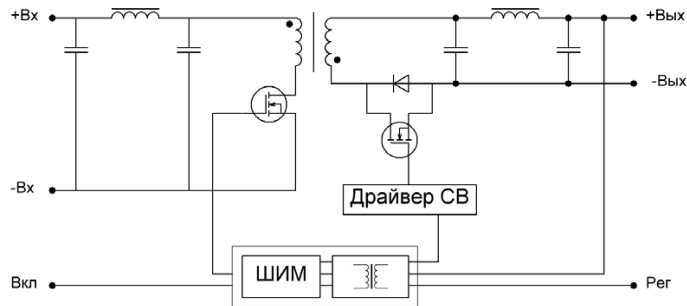 +Вх
+Вых
-Вых
-Вх
Драйвер СВ
ШИМ
Вкл
Рег